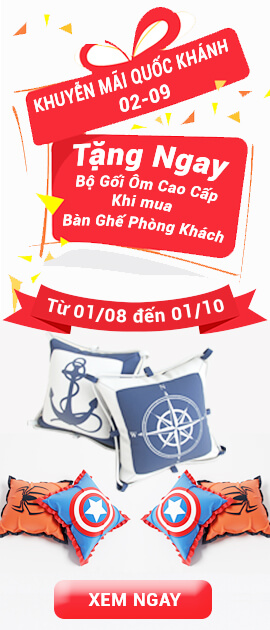 KHUYẾN MÃI QUỐC KHÁNH
02-09
Tặng Ngay
Bộ Gối Ôm Cao Cấp
Khi mua
Bàn Ghế Phòng Khách
Từ 01/08 đến 01/10
N
W
E
S
XEM NGAY